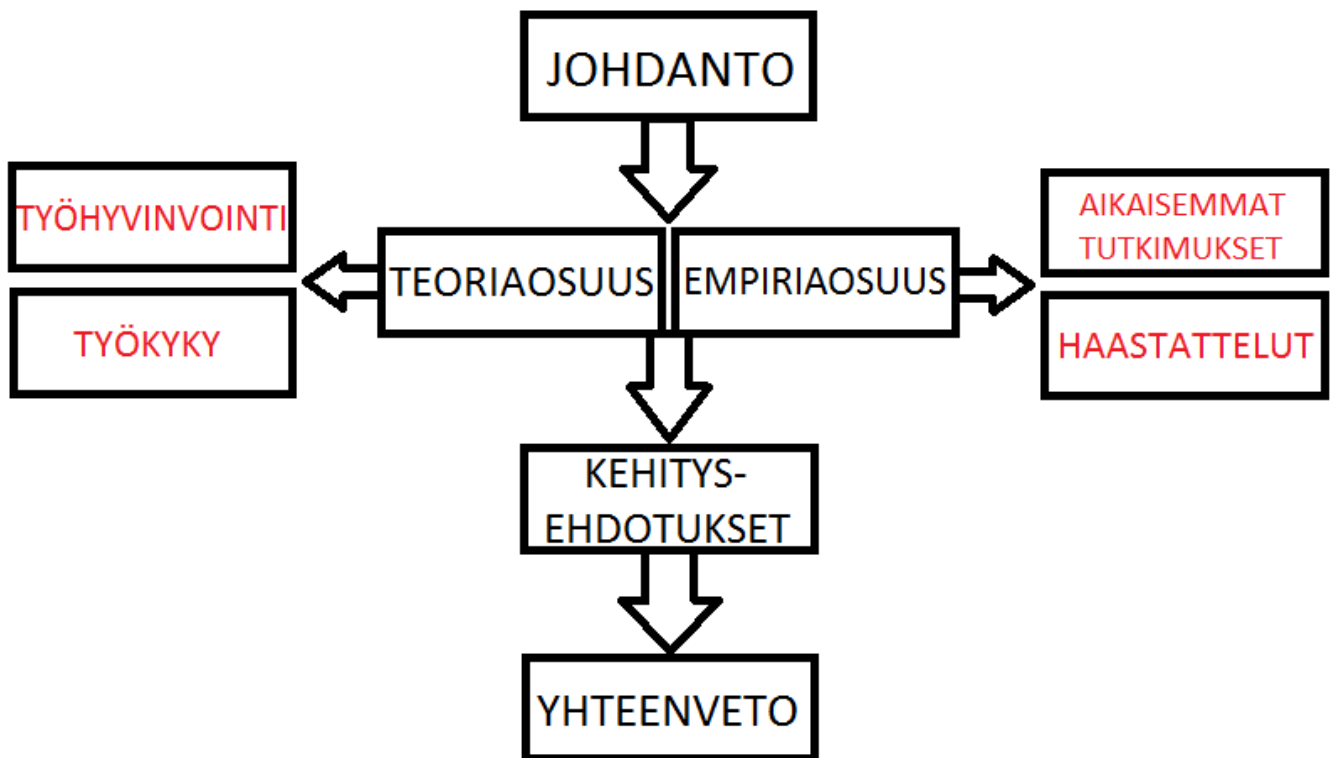 JOHDANTO
TYÖHYVINVOINTI
TYÖKYKY
TEORIAOSUUS
EMPIRIAOSUUS
AIKAISEMMAT
TUTKIMUKSET
HAASTATTELUT
KEHITYS-
EHDOTUKSET
YHTEENVETO